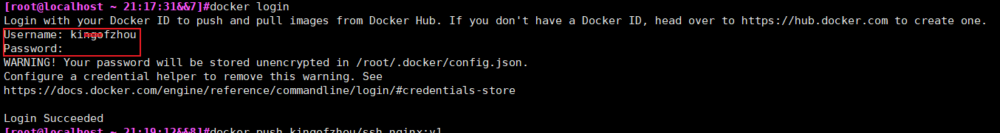 [root@localhost ~ 21:17:31&&7]#docker login
Login with your Docker ID to push and pull images from Docker Hub. If you don't have a Docker ID, head over to https://hub.docker.com to create one.
Username: kingofzhou
Password:
WARNING! Your password will be stored unencrypted in /root/.docker/config.json.
Configure a credential helper to remove this warning. See
https://docs.docker.com/engine/reference/commandline/login/#credentials-store
Login Succeeded
[root@localhost ~ 21:19:12&&8]#docker push kingofzhou/ssh_nginx:v1